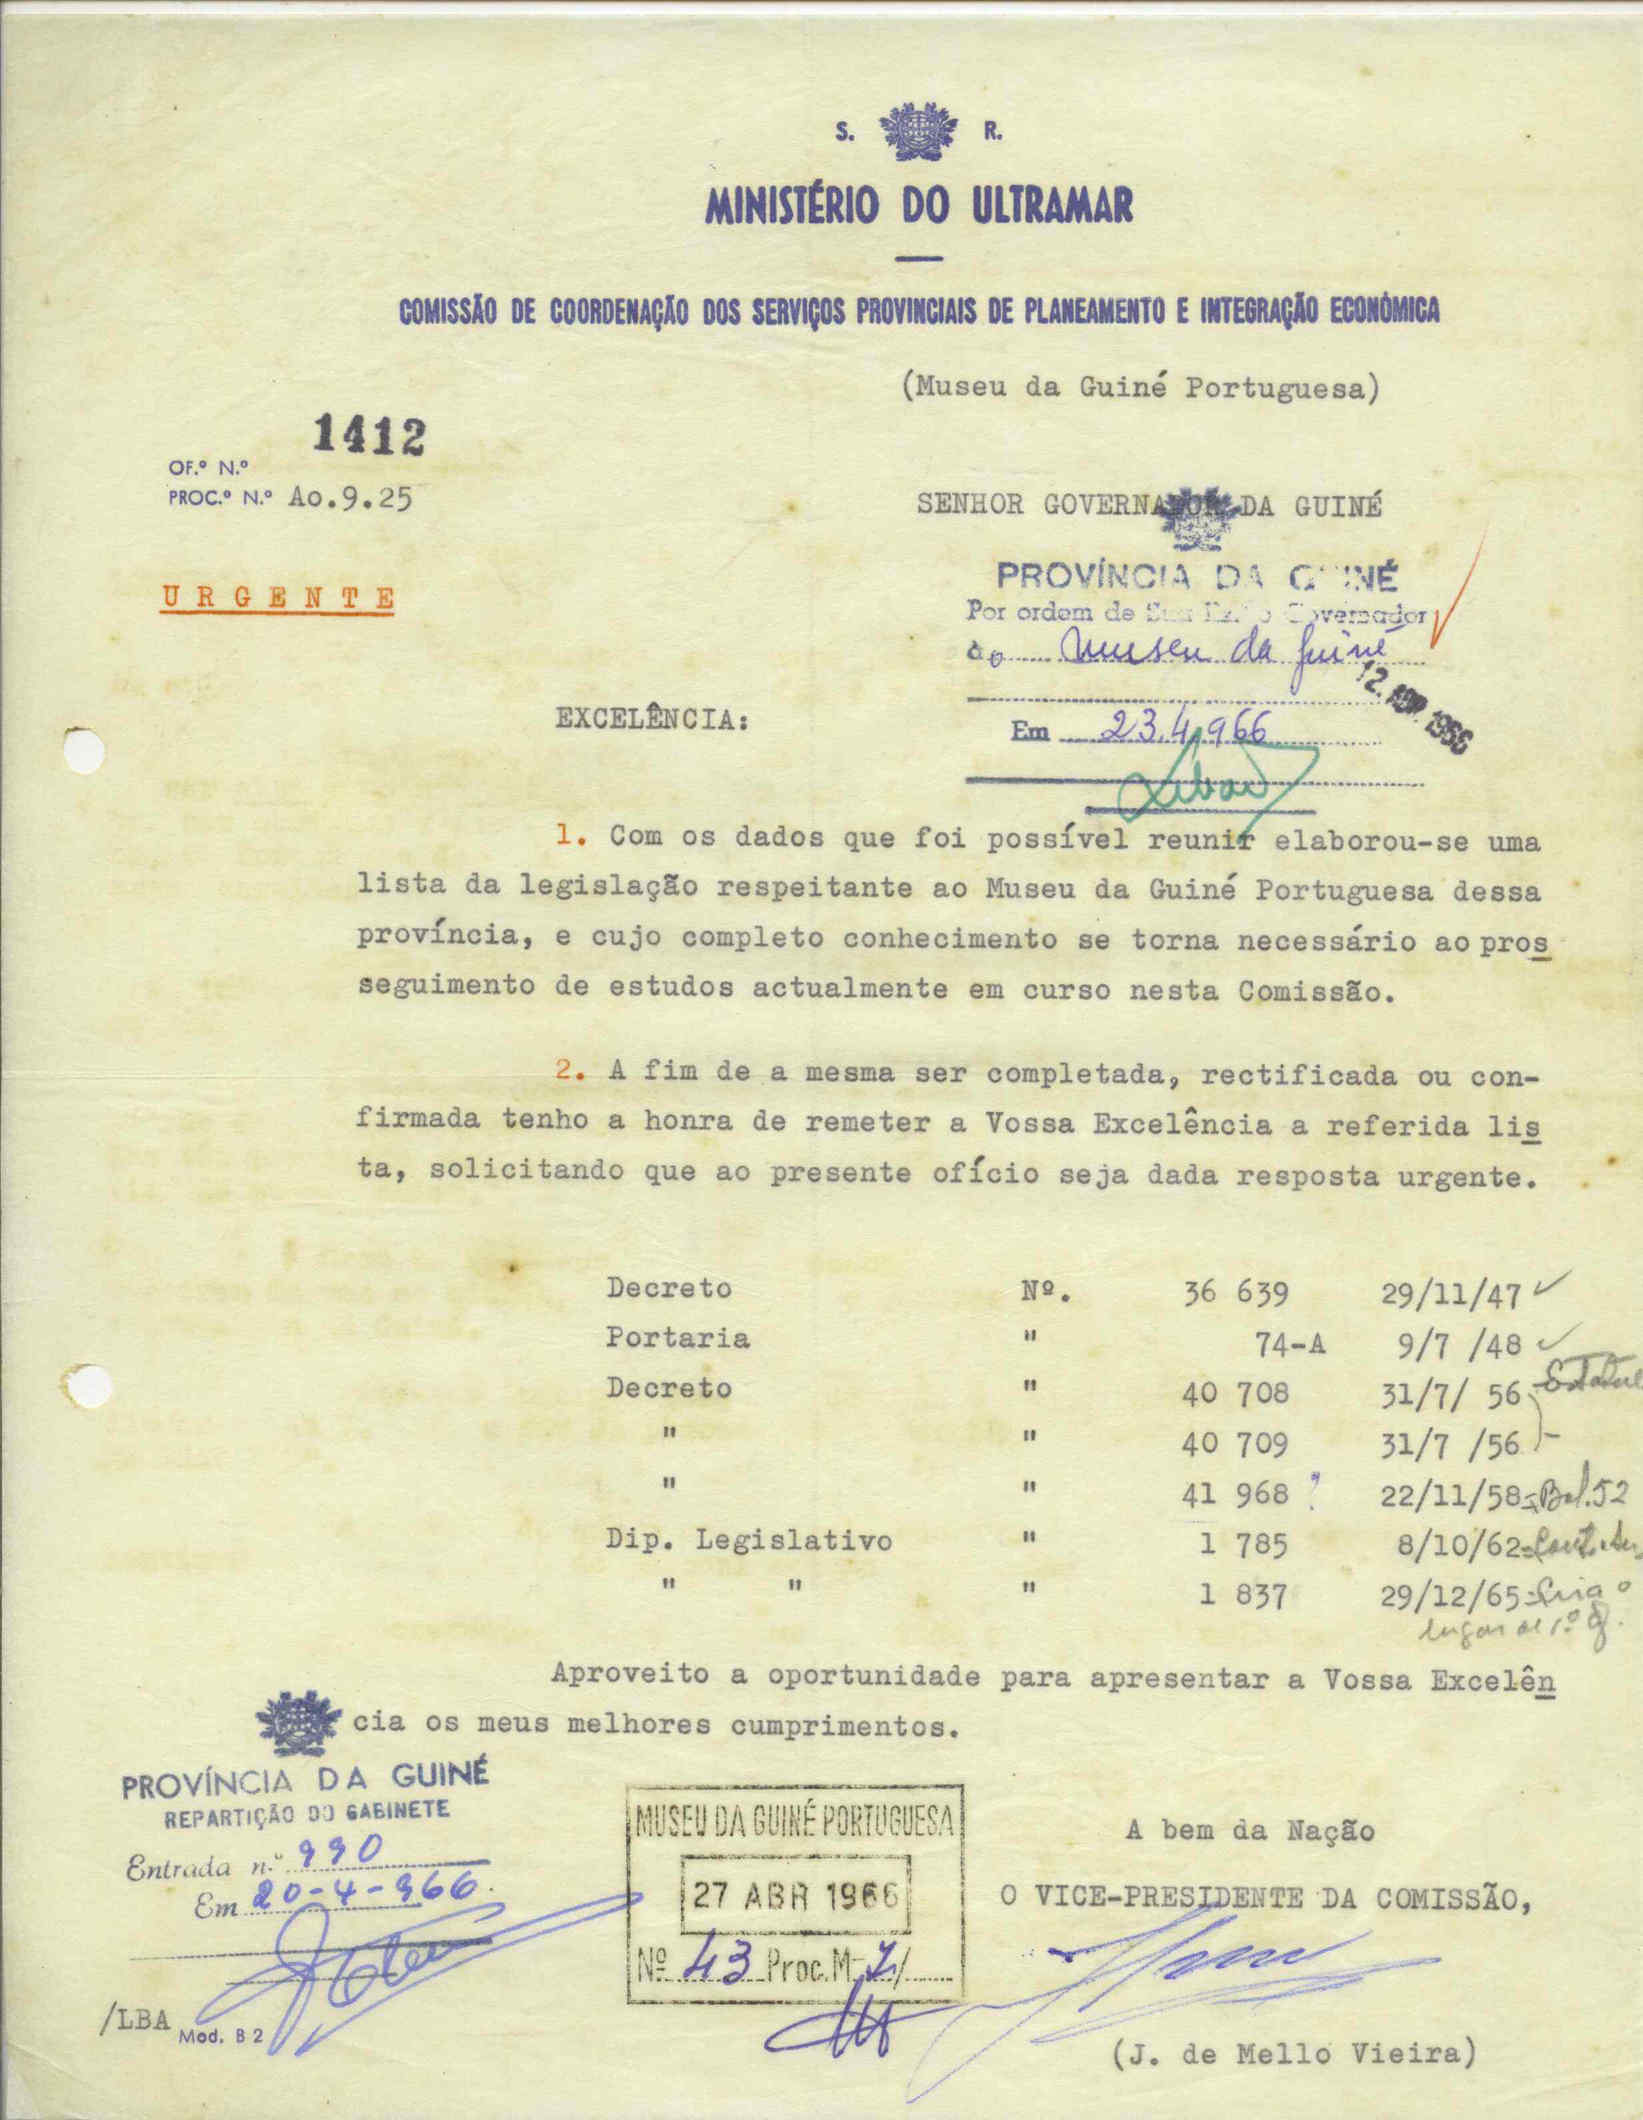 S. R.
MINISTÉRIO DO ULTRAMAR
COMISSÃO DE COORDENAÇÃO DOS SERVIÇOS PROVINCIAIS DE PLANEAMENTO E INTEGRAÇÃO ECONÓMICA
(Museu da Guiné Portuguesa)
1412
OF.º N.º
PROC.º N.º Ao.9.25
SENHOR GOVERNADOR DA GUINÉ
PROVÍNCIA DA GUINÉ
URGENTE
Por ordem de Sua Ex.ª o Governador
ao Museu da Guiné
12. ABR. 1966
EXCELÊNCIA:
Em 23.4.966
1. Com os dados que foi possível reunir elaborou-se uma
lista da legislação respeitante ao Museu da Guiné Portuguesa dessa
província, e cujo completo conhecimento se torna necessário ao pros
seguimento de estudos actualmente em curso nesta Comissão.
2. A fim de a mesma ser completada, rectificada ou con-
firmada tenho a honra de remeter a Vossa Excelência a referida lis
ta, solicitando que ao presente ofício seja dada resposta urgente.
Decreto Nº. 36 639 29/11/47
Portaria " 74-A 9/7 /48
Decreto " 40 708 31/7/ 56
" " 40 709 31/7 /56
" " 41 968 ? 22/11/58=Bol.52
Dip. Legislativo " 1 785 8/10/62
" " " 1 837 29/12/65
lugar de 1.º
Aproveito a oportunidade para apresentar a Vossa Excelên
cia os meus melhores cumprimentos.
PROVÍNCIA DA GUINÉ
REPARTIÇÃO DO GABINETE
Entrada n.º 990
Em 20-4-966.
MUSEU DA GUINÉ PORTUGUESA
27 ABR 1966
Nº 43 Proc. M-7/
A bem da Nação
O VICE-PRESIDENTE DA COMISSÃO,
/LBA
Mod. B 2
(J. de Mello Vieira)